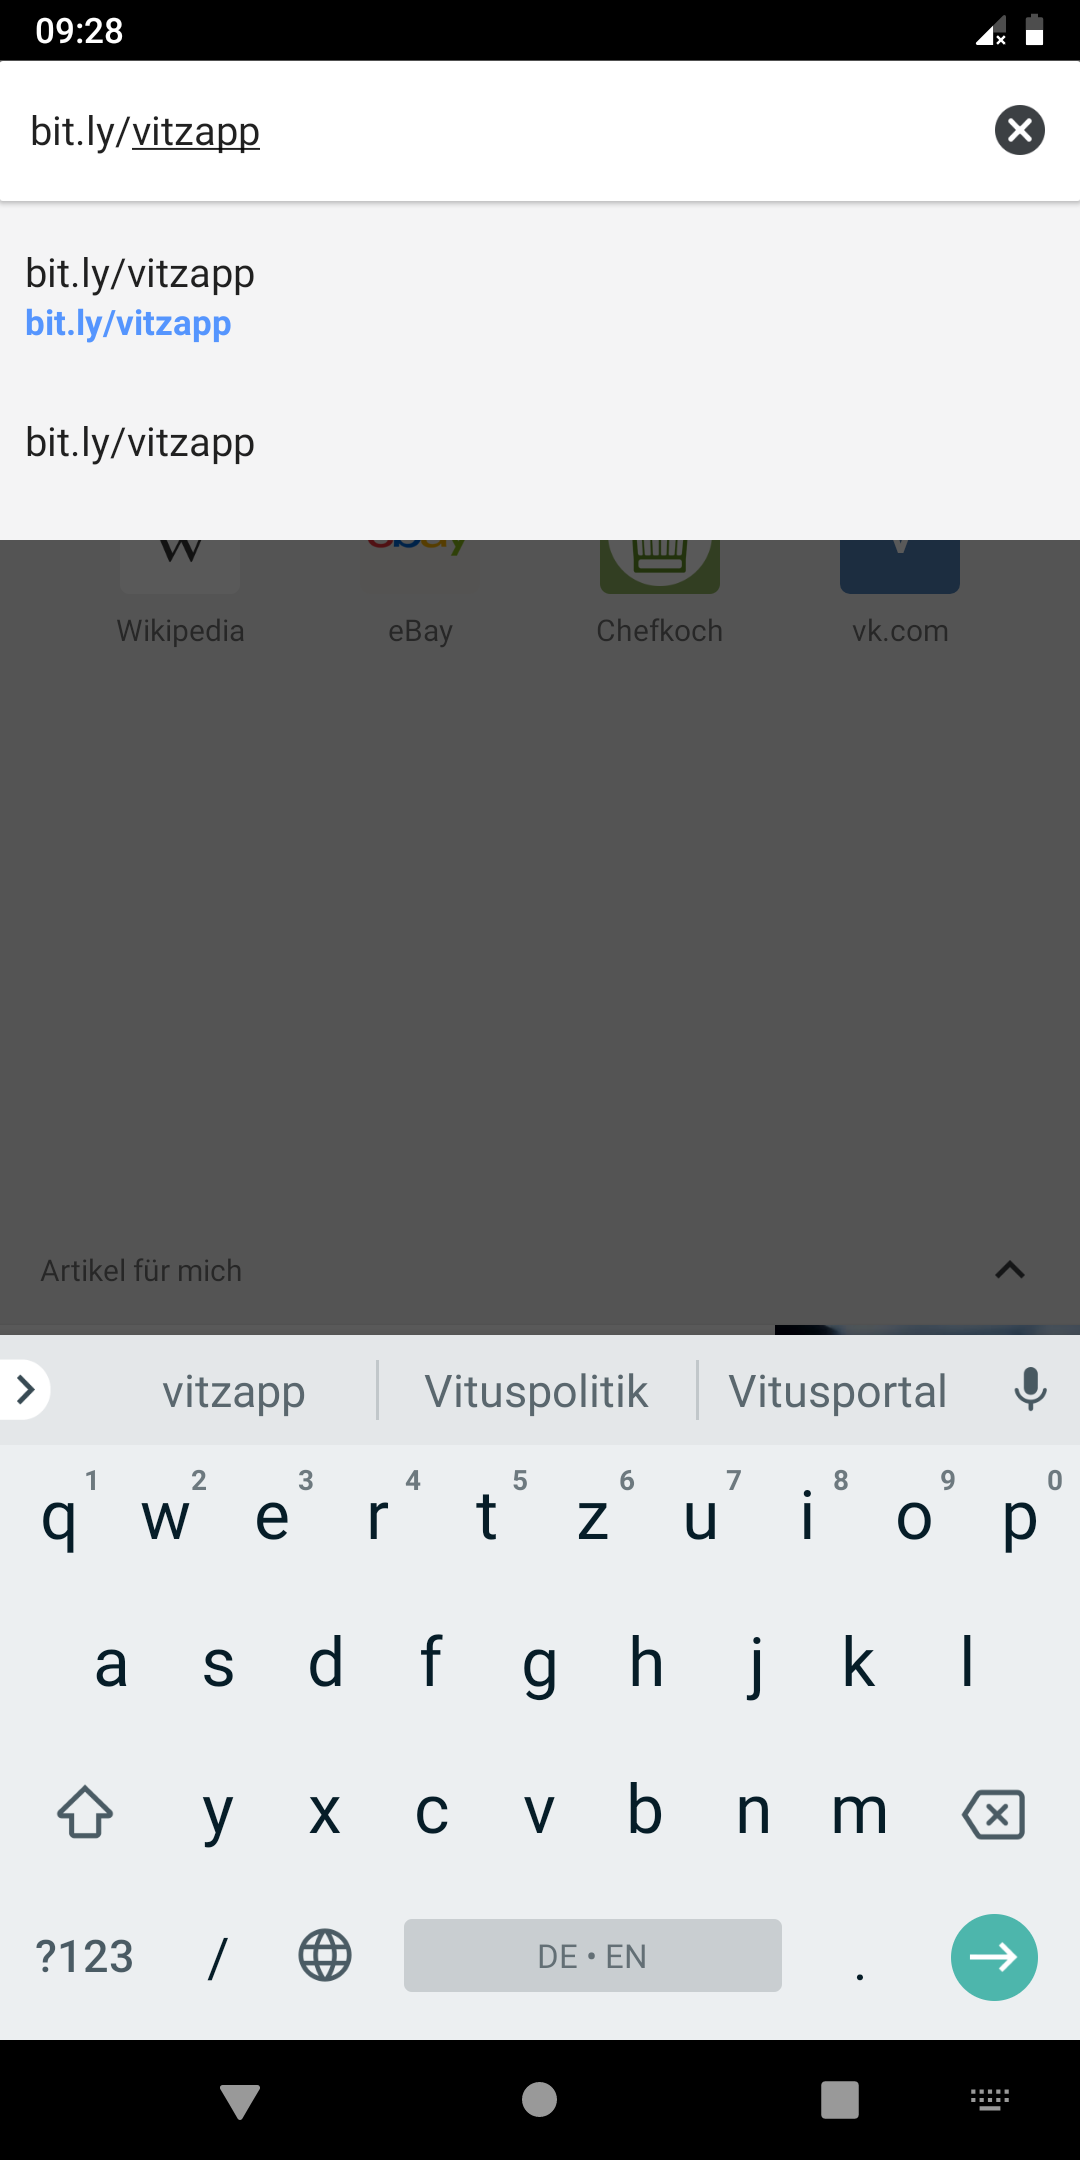 09:28
bit.ly/vitzapp
bit.ly/vitzapp
bit.ly/vitzapp
bit.ly/vitzapp
W ebay V
Wikipedia eBay Chefkoch vk.com
Artikel für mich
vitzapp Vituspolitik Vitusportal
1 2 3 4 5 6 7 8 9 0
q w e r t z u i o p
a s d f g h j k l
y x c v b n m
?123 / DE • EN .